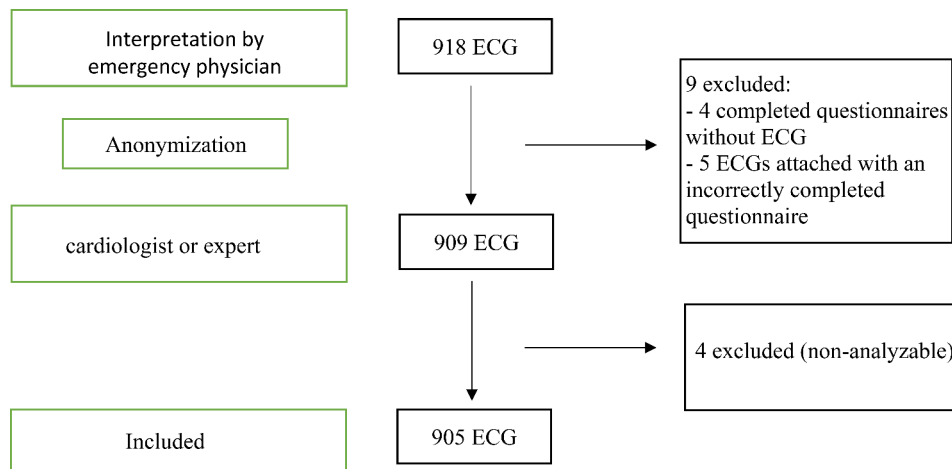 Interpretation by
emergency physician
918 ECG
9 excluded:
- 4 completed questionnaires
without ECG
- 5 ECGs attached with an
incorrectly completed
questionnaire
Anonymization
cardiologist or expert
909 ECG
4 excluded (non-analyzable)
Included
905 ECG